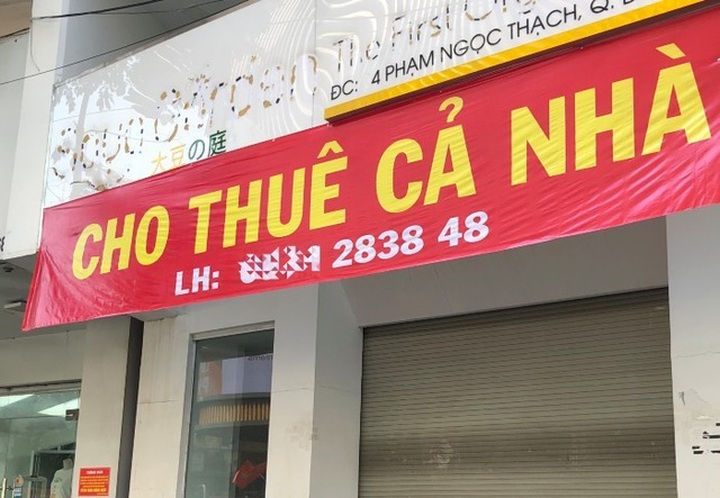 The First
ĐC: 4 PHẠM NGỌC THẠCH, Q.
大豆の庭
CHO THUÊ CẢ NHÀ
LH: 2838 48